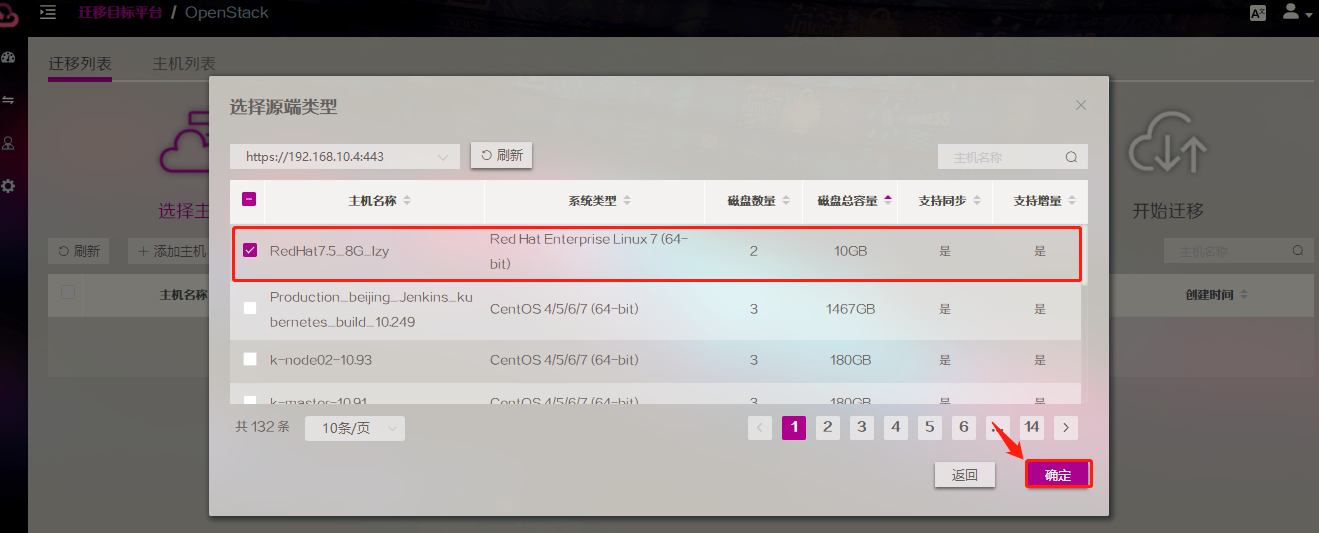 迁移目标平台 / OpenStack
迁移列表 主机列表
选择源端类型
https://192.168.10.4:443 刷新 主机名称
主机名称 系统类型 磁盘数量 磁盘总容量 支持同步 支持增量
RedHat7.5_8G_lzy Red Hat Enterprise Linux 7 (64-
bit) 2 10GB 是 是
Production_beijing_Jenkins_ku
bernetes_build_10.249 CentOS 4/5/6/7 (64-bit) 3 1467GB 是 是
k-node02-10.93 CentOS 4/5/6/7 (64-bit) 3 180GB 是 是
k-master-10.91 CentOS 4/5/6/7 (64-bit) 3 180GB 是 是
共 132 条 10条/页 1 2 3 4 5 6 ... 14
返回 确定
选择主
刷新 + 添加主机
主机名称
开始迁移
主机名称
创建时间